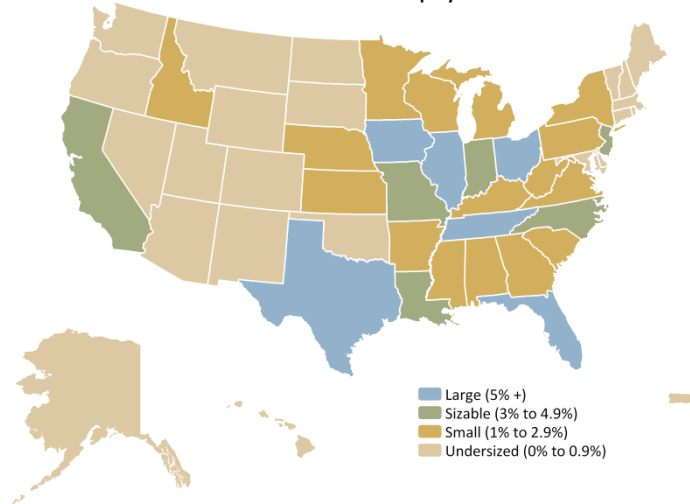 Large (5% +)
Sizable (3% to 4.9%)
Small (1% to 2.9%)
Undersized (0% to 0.9%)